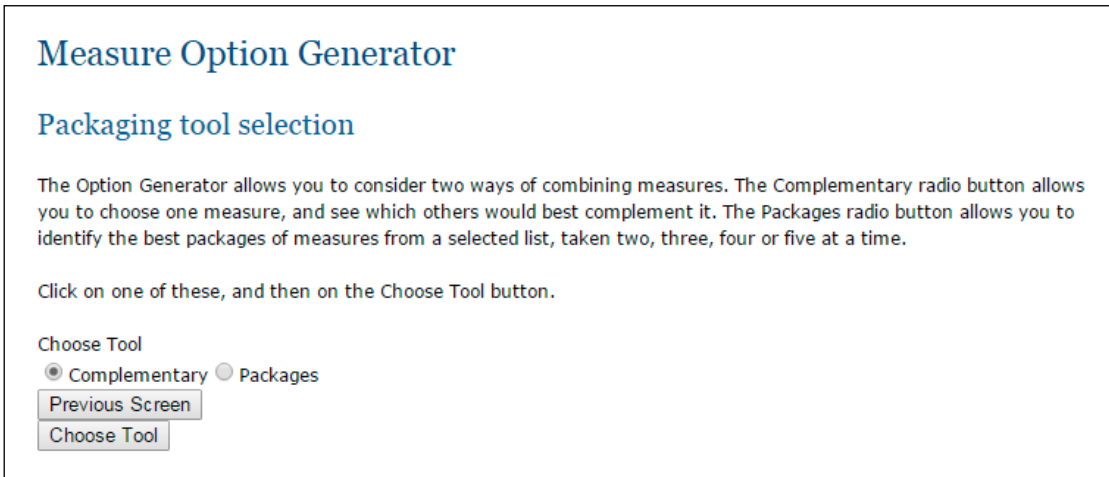 Measure Option Generator
Packaging tool selection
The Option Generator allows you to consider two ways of combining measures. The Complementary radio button allows
you to choose one measure, and see which others would best complement it. The Packages radio button allows you to
identify the best packages of measures from a selected list, taken two, three, four or five at a time.
Click on one of these, and then on the Choose Tool button.
Choose Tool
Complementary Packages
Previous Screen
Choose Tool